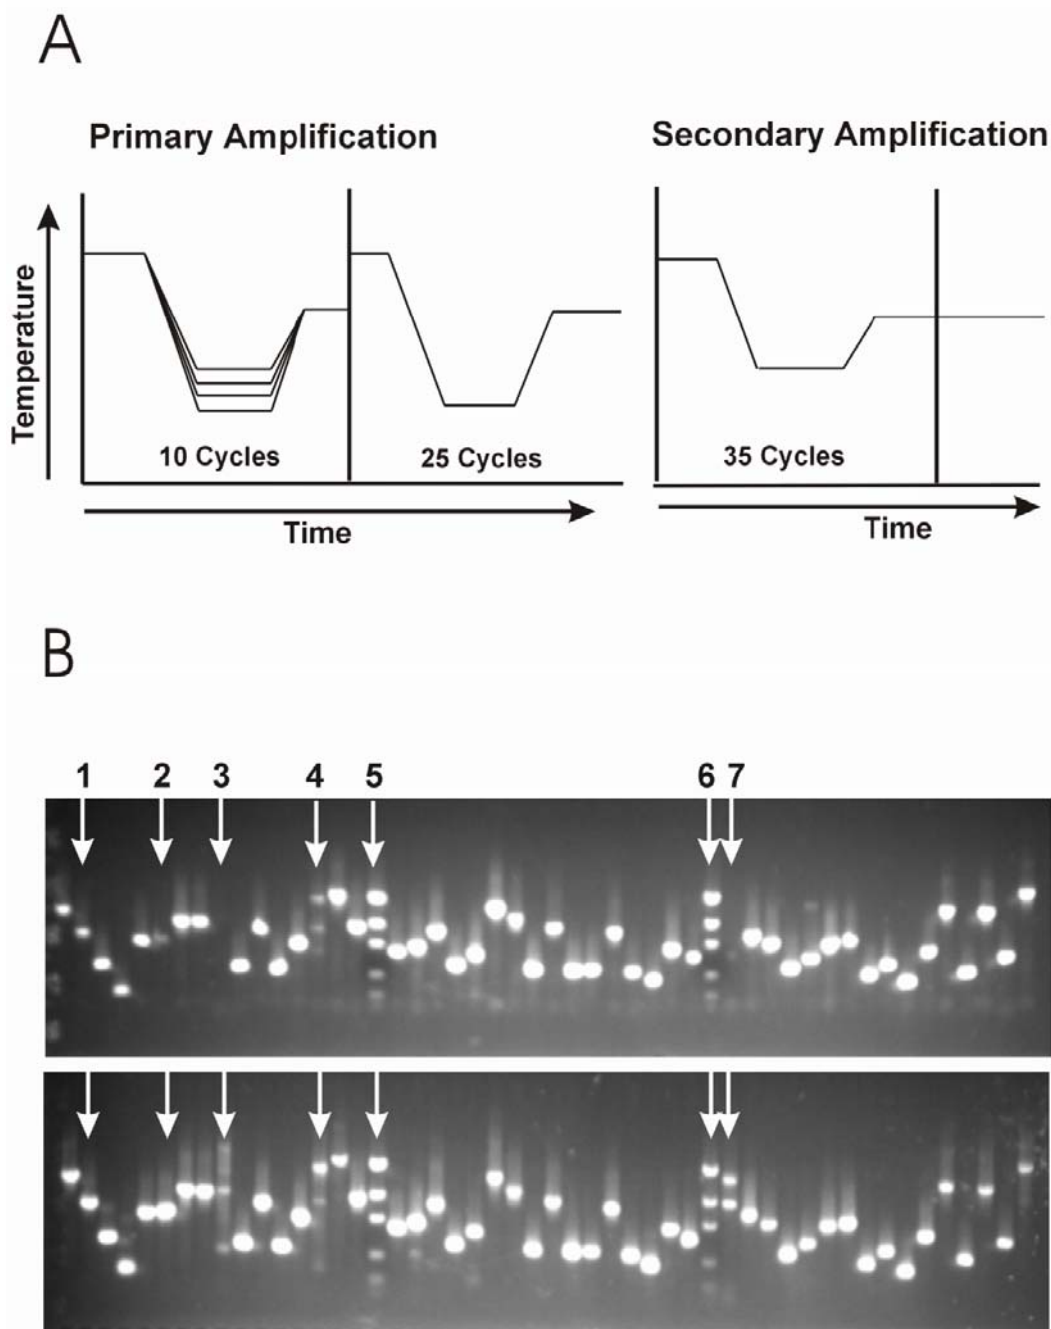 A
Primary Amplification
Secondary Amplification
Temperature
10 Cycles
25 Cycles
35 Cycles
Time
Time
B
1 2 3 4 5 6 7